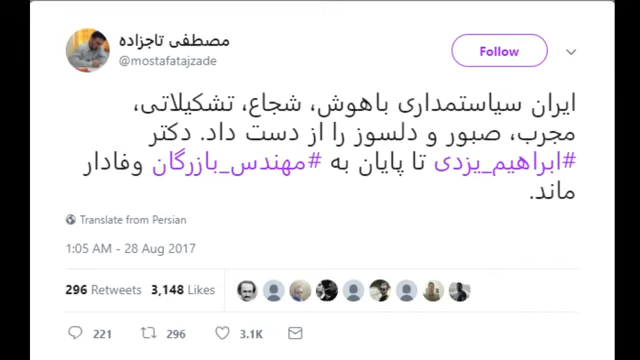 مصطفی تاجزاده
@mostafatajzade
Follow
ایران سیاستمداری باهوش، شجاع، تشکیلاتی،
مجرب، صبور و دلسوز را از دست داد. دکتر
#ابراهیم_یزدی تا پایان به #مهندس_بازرگان وفادار
ماند.
Translate from Persian
1:05 AM - 28 Aug 2017
296 Retweets 3,148 Likes
221 296 3.1K